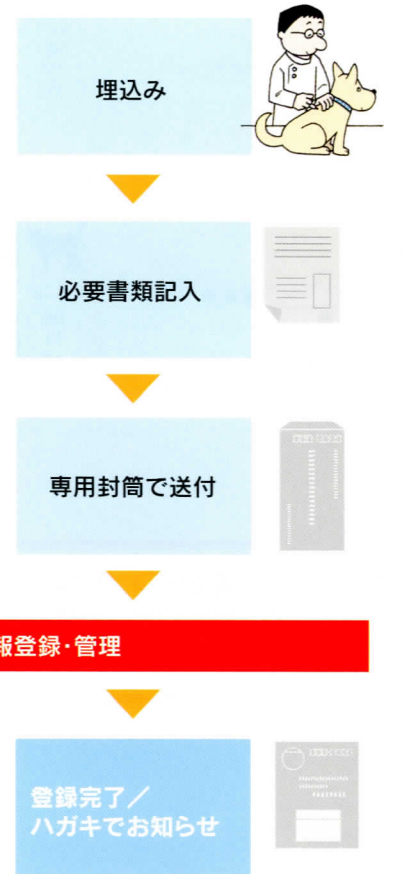 埋込み
必要書類記入
専用封筒で送付
報登録・管理
登録完了／
ハガキでお知らせ